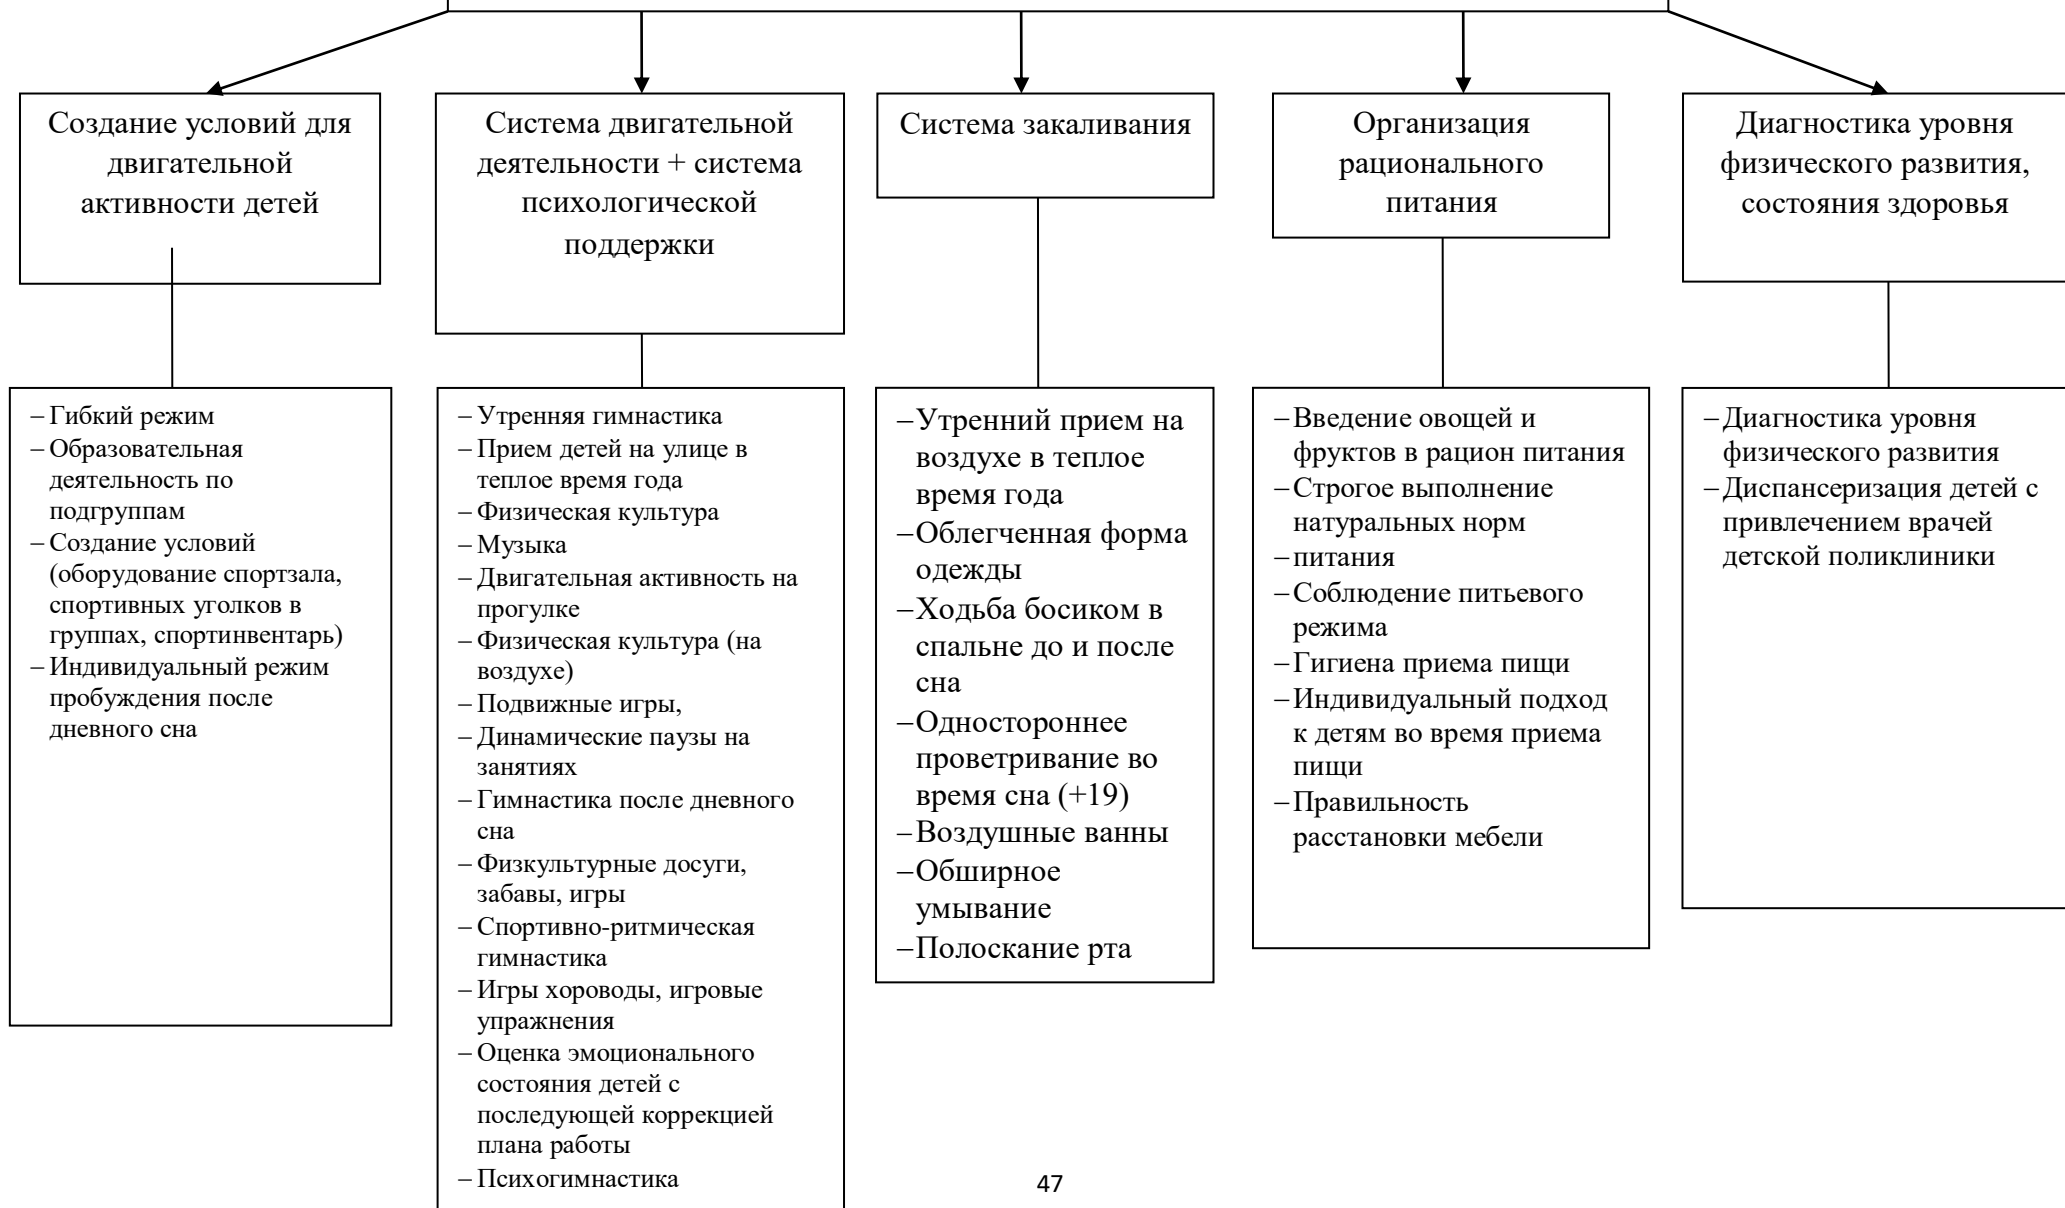 Создание условий для
двигательной
активности детей
Система двигательной
деятельности + система
психологической
поддержки
Система закаливания
Организация
рационального
питания
Диагностика уровня
физического развития,
состояния здоровья
– Гибкий режим
– Образовательная
деятельность по
подгруппам
– Создание условий
(оборудование спортзала,
спортивных уголков в
группах, спортинвентарь)
– Индивидуальный режим
пробуждения после
дневного сна
– Утренняя гимнастика
– Прием детей на улице в
теплое время года
– Физическая культура
– Музыка
– Двигательная активность на
прогулке
– Физическая культура (на
воздухе)
– Подвижные игры,
– Динамические паузы на
занятиях
– Гимнастика после дневного
сна
– Физкультурные досуги,
забавы, игры
– Спортивно-ритмическая
гимнастика
– Игры хороводы, игровые
упражнения
– Оценка эмоционального
состояния детей с
последующей коррекцией
плана работы
– Психогимнастика
–Утренний прием на
воздухе в теплое
время года
–Облегченная форма
одежды
–Ходьба босиком в
спальне до и после
сна
–Одностороннее
проветривание во
время сна (+19)
–Воздушные ванны
–Обширное
умывание
–Полоскание рта
–Введение овощей и
фруктов в рацион питания
–Строгое выполнение
натуральных норм
–питания
–Соблюдение питьевого
режима
–Гигиена приема пищи
–Индивидуальный подход
к детям во время приема
пищи
–Правильность
расстановки мебели
–Диагностика уровня
физического развития
–Диспансеризация детей с
привлечением врачей
детской поликлиники
47